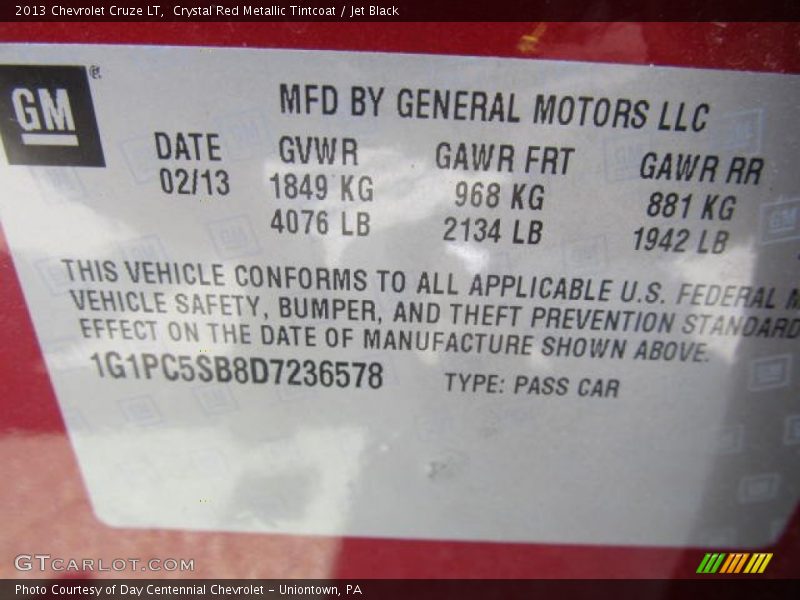 2013 Chevrolet Cruze LT,  Crystal Red Metallic Tintcoat / Jet Black
GM®
MFD BY GENERAL MOTORS LLC
DATE GVWR GAWR FRT GAWR RR
02/13 1849 KG 968 KG 881 KG
4076 LB 2134 LB 1942 LB
THIS VEHICLE CONFORMS TO ALL APPLICABLE U.S. FEDERAL M
VEHICLE SAFETY, BUMPER, AND THEFT PREVENTION STANDARD
EFFECT ON THE DATE OF MANUFACTURE SHOWN ABOVE.
1G1PC5SB8D7236578 TYPE: PASS CAR
GTCARLOT.COM
Photo Courtesy of Day Centennial Chevrolet - Uniontown, PA